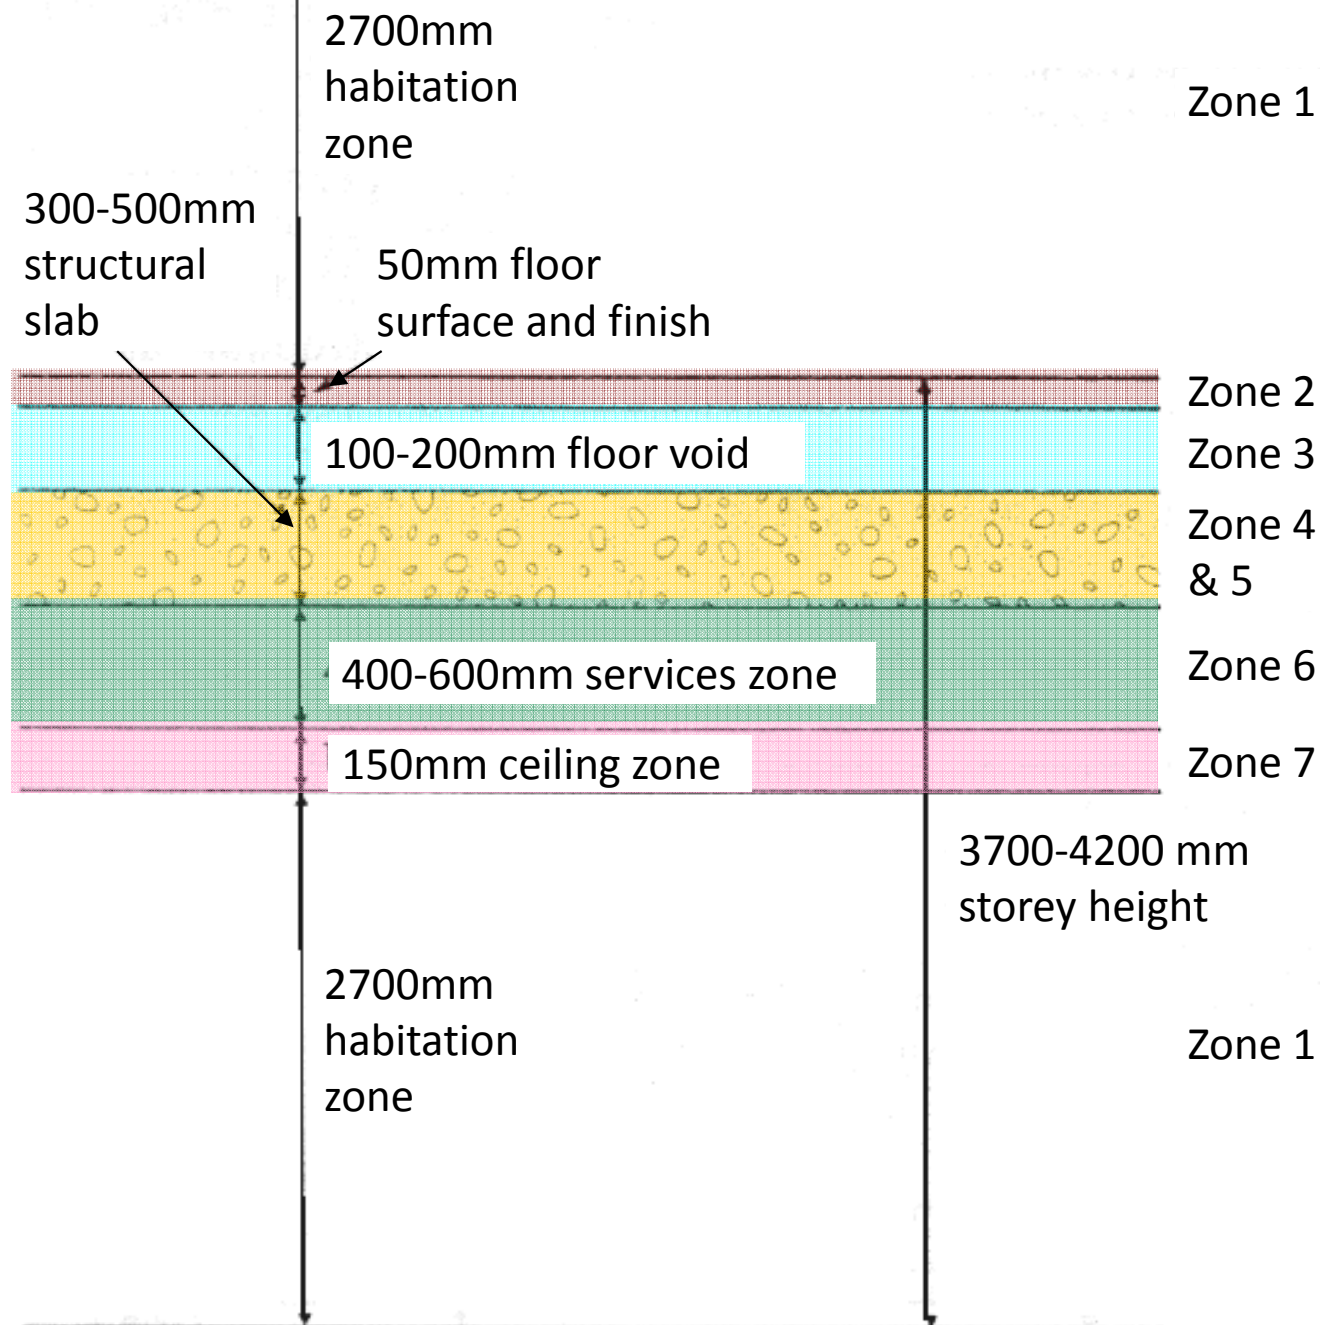 2700mm
habitation
zone
Zone 1
300-500mm
structural
slab
50mm floor
surface and finish
Zone 2
100-200mm floor void
Zone 3
Zone 4
& 5
400-600mm services zone
Zone 6
150mm ceiling zone
Zone 7
3700-4200 mm
storey height
2700mm
habitation
zone
Zone 1